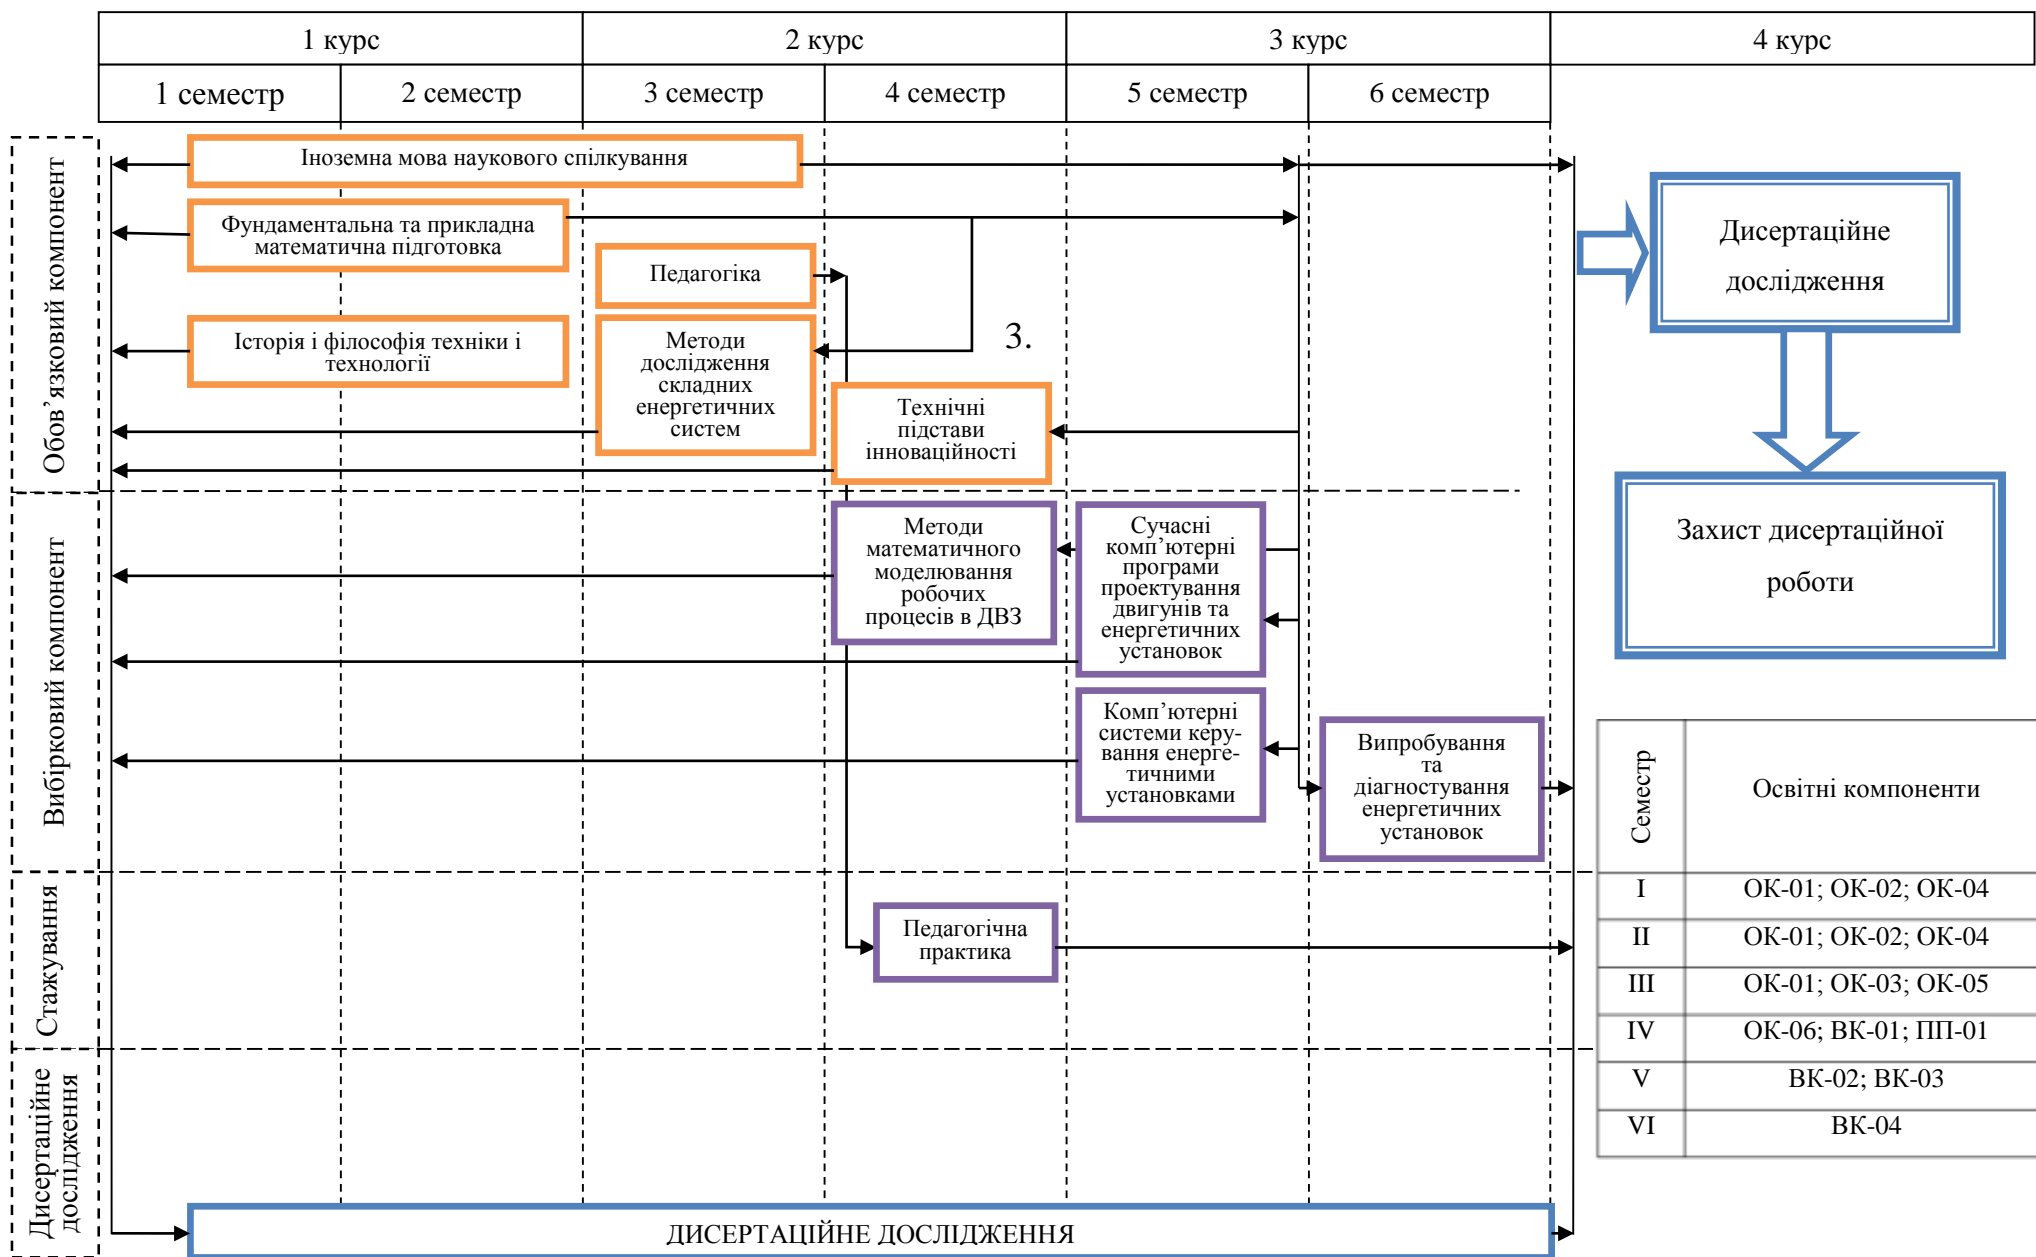 1 курс
2 курс
3 курс
4 курс
1 семестр
2 семестр
3 семестр
4 семестр
5 семестр
6 семестр
Обов’язковий компонент
Іноземна мова наукового спілкування
Фундаментальна та прикладна
математична підготовка
Педагогіка
Історія і філософія техніки і
технології
Методи
дослідження
складних
енергетичних
систем
3.
Технічні
підстави
інноваційності
Дисертаційне
дослідження
Захист дисертаційної
роботи
Вибірковий компонент
Методи
математичного
моделювання
робочих
процесів в ДВЗ
Сучасні
комп’ютерні
програми
проектування
двигунів та
енергетичних
установок
Комп’ютерні
системи керу-
вання енерге-
тичними
установками
Випробування
та
діагностування
енергетичних
установок
Стажування
Педагогічна
практика
Дисертаційне
дослідження
ДИСЕРТАЦІЙНЕ ДОСЛІДЖЕННЯ
Семестр
Освітні компоненти
I
ОК-01; ОК-02; ОК-04
II
ОК-01; ОК-02; ОК-04
III
ОК-01; ОК-03; ОК-05
IV
ОК-06; ВК-01; ПП-01
V
ВК-02; ВК-03
VI
ВК-04